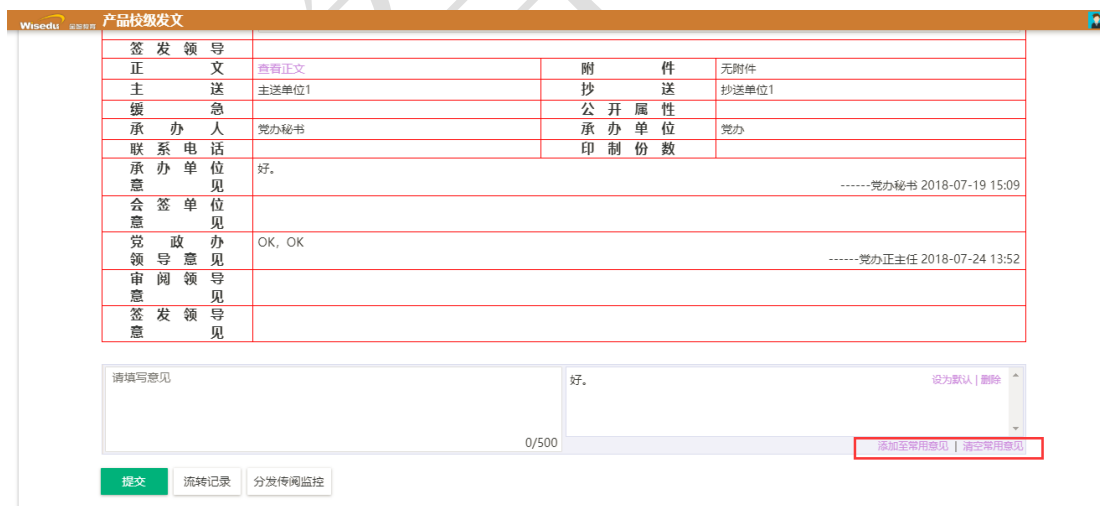 Wisedu 金智教育 产品校级发文
签发领导
正文 查看正文 附件 无附件
主送 主送单位1 抄送 抄送单位1
缓急 公开属性
承办人 党办秘书 承办单位 党办
联系电话 印制份数
承办单位 好。
意见 ------党办秘书 2018-07-19 15:09
会签单位
意见
党政办 OK, OK
领导意见 ------党办正主任 2018-07-24 13:52
审阅领导
意见
签发领导
意见
请填写意见 好。 设为默认 | 删除
0/500 添加至常用意见 | 清空常用意见
提交 流转记录 分发传阅监控